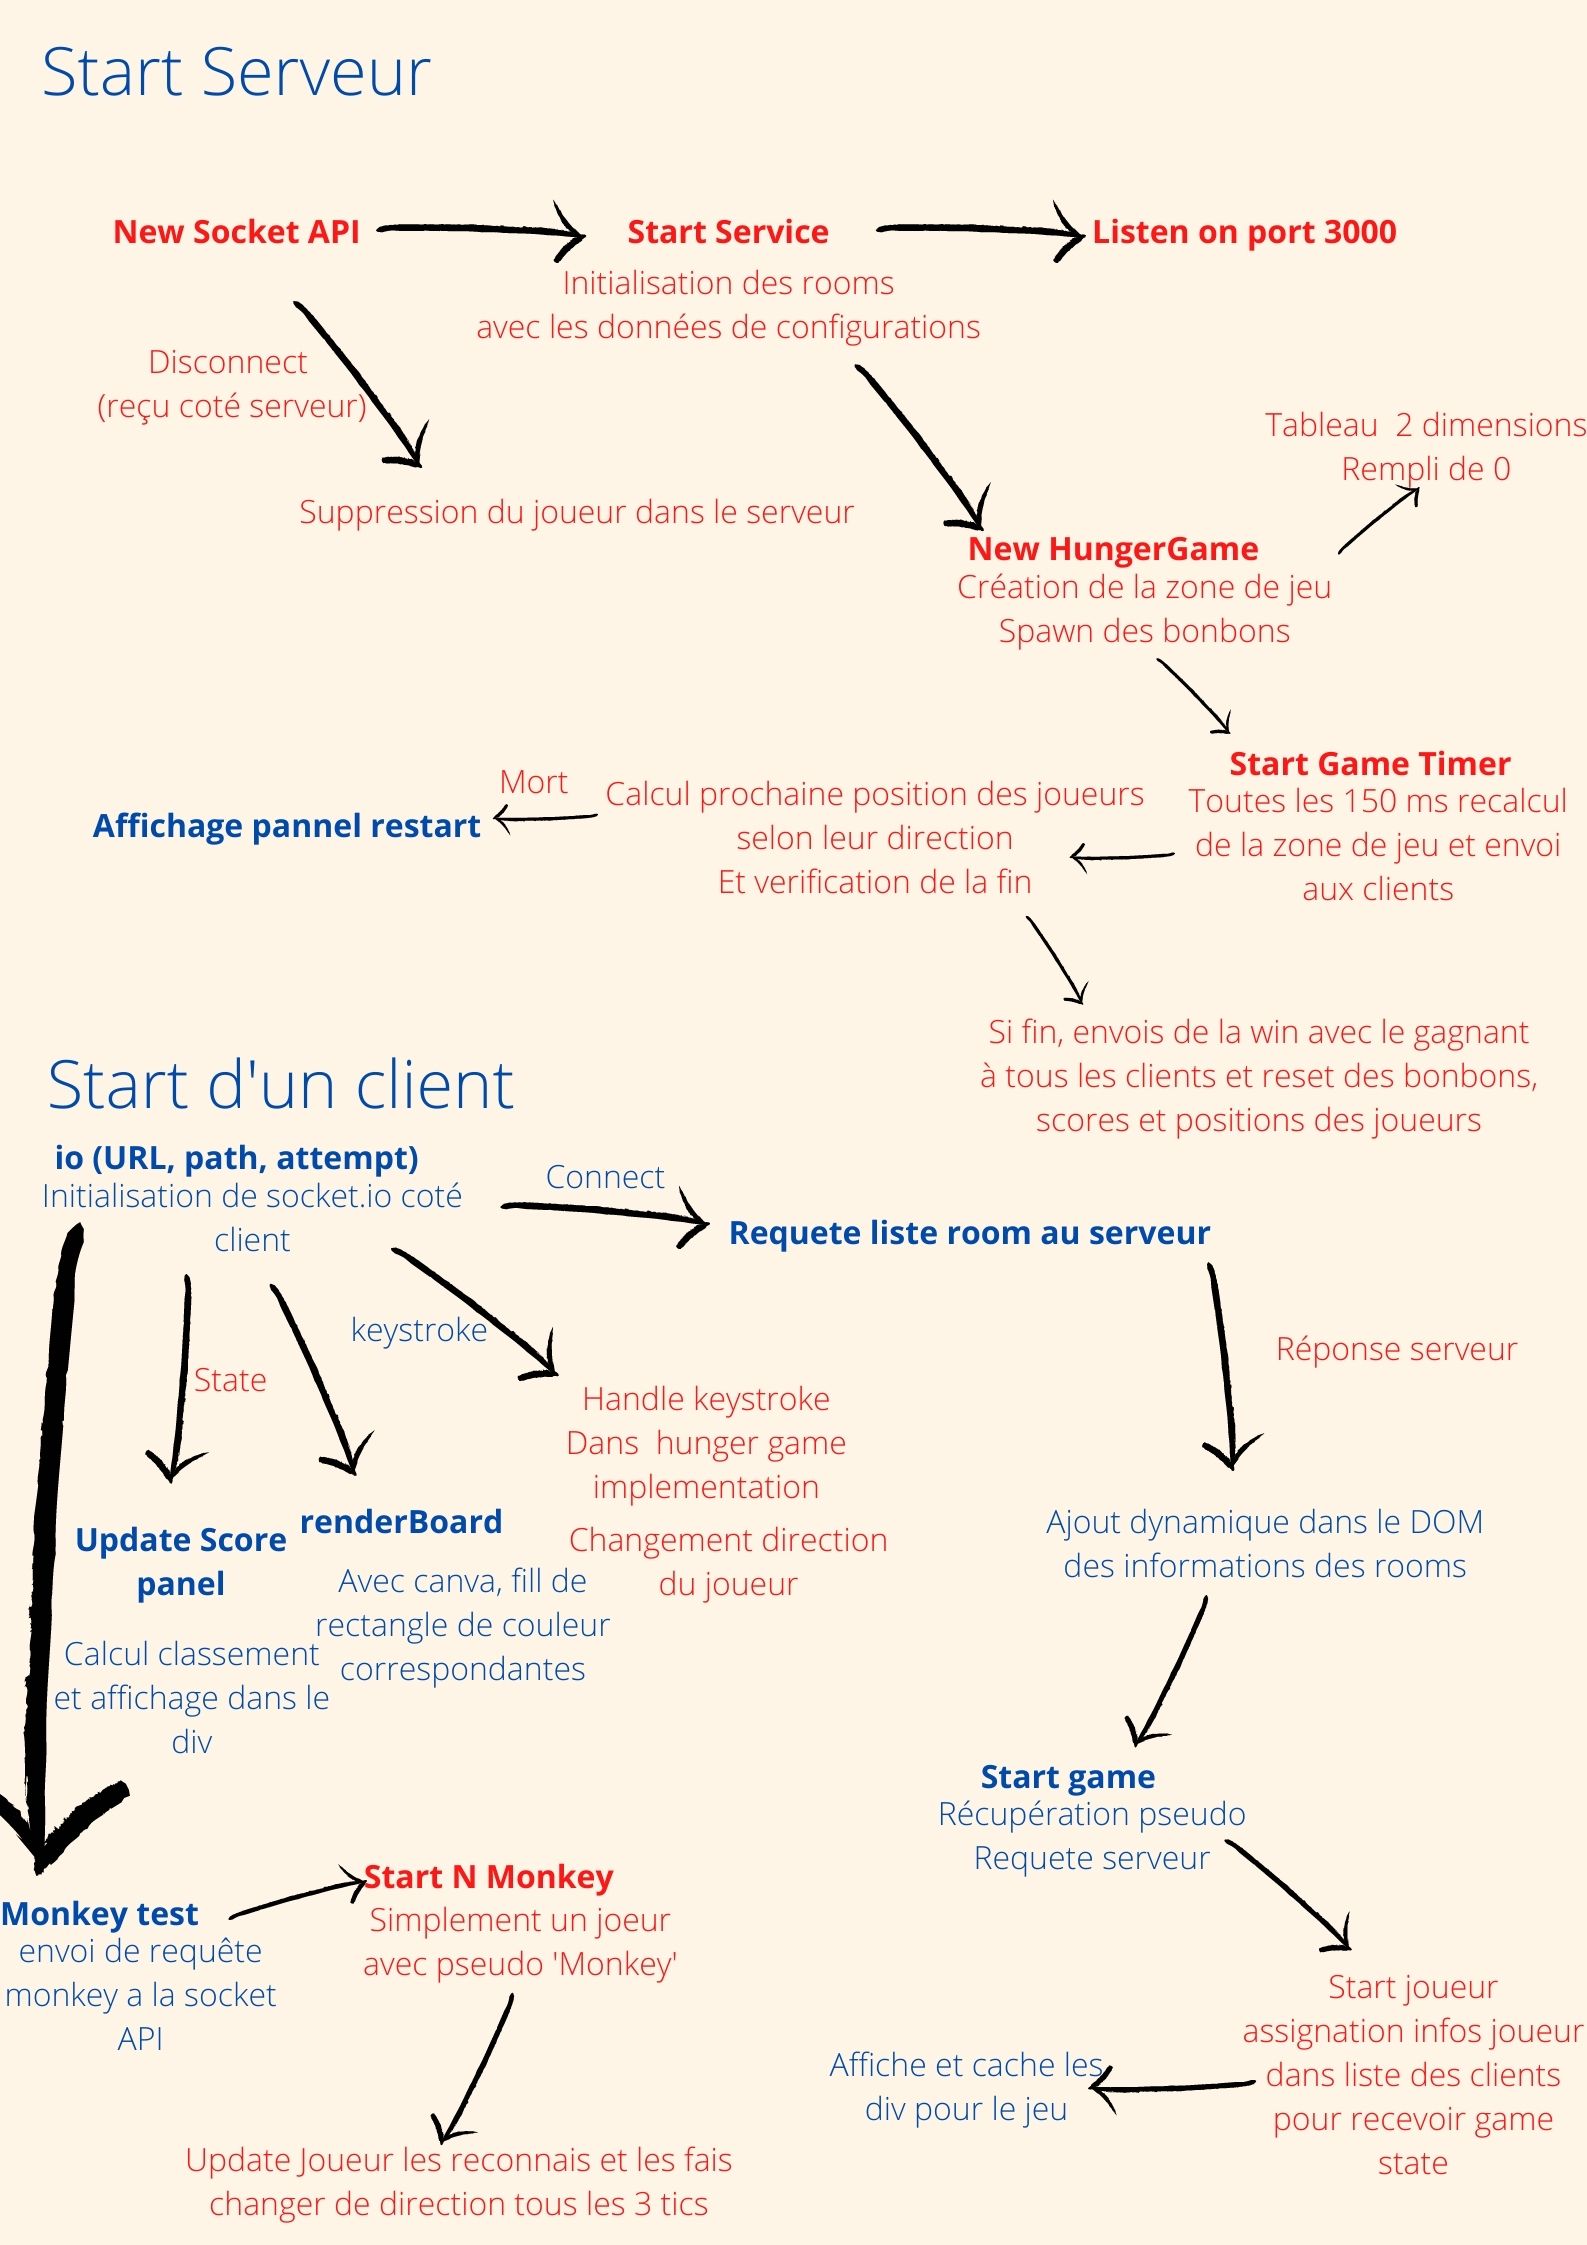 Start Serveur
New Socket API
Start Service
Listen on port 3000
Initialisation des rooms
avec les données de configurations
Disconnect
(reçu coté serveur)
Suppression du joueur dans le serveur
Tableau  2 dimensions
Rempli de 0
New HungerGame
Création de la zone de jeu
Spawn des bonbons
Start Game Timer
Toutes les 150 ms recalcul
de la zone de jeu et envoi
aux clients
Calcul prochaine position des joueurs
selon leur direction
Et verification de la fin
Mort
Affichage pannel restart
Si fin, envois de la win avec le gagnant
à tous les clients et reset des bonbons,
scores et positions des joueurs
Start d'un client
io (URL, path, attempt)
Initialisation de socket.io coté
client
Connect
Requete liste room au serveur
keystroke
State
Réponse serveur
Handle keystroke
Dans  hunger game
implementation
Changement direction
du joueur
Update Score
panel
Calcul classement
et affichage dans le
div
renderBoard
Avec canva, fill de
rectangle de couleur
correspondantes
Ajout dynamique dans le DOM
des informations des rooms
Start game
Récupération pseudo
Requete serveur
Monkey test
envoi de requête
monkey a la socket
API
Start N Monkey
Simplement un joeur
avec pseudo 'Monkey'
Update Joueur les reconnais et les fais
changer de direction tous les 3 tics
Start joueur
assignation infos joueur
dans liste des clients
pour recevoir game
state
Affiche et cache les
div pour le jeu